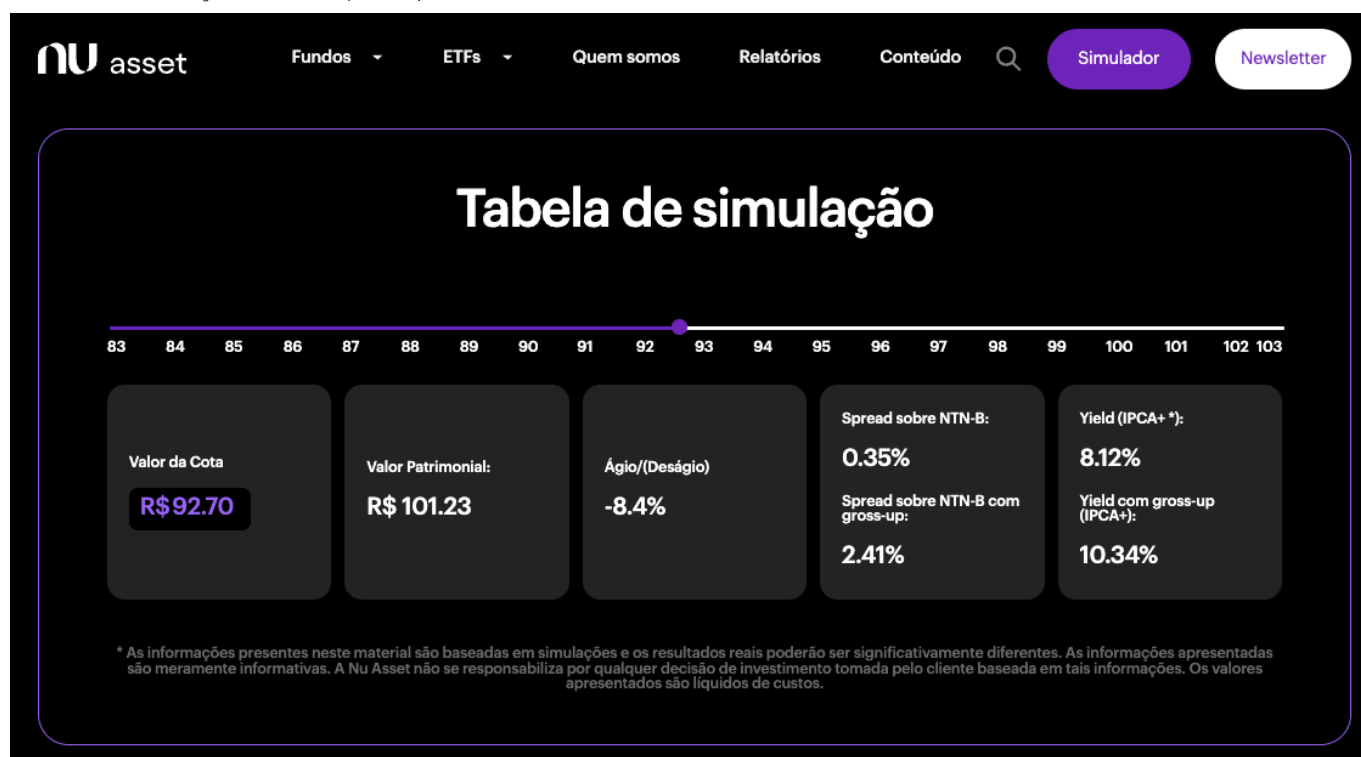 nu asset
Fundos
ETFs
Quem somos
Relatórios
Conteúdo
Simulador
Newsletter
Tabela de simulação
83 84 85 86 87 88 89 90 91 92 93 94 95 96 97 98 99 100 101 102 103
Valor da Cota
R$92.70
Valor Patrimonial:
R$ 101.23
Ágio/(Deságio)
-8.4%
Spread sobre NTN-B:
0.35%
Spread sobre NTN-B com
gross-up:
2.41%
Yield (IPCA+ *):
8.12%
Yield com gross-up
(IPCA+):
10.34%
* As informações presentes neste material são baseadas em simulações e os resultados reais poderão ser significativamente diferentes. As informações apresentadas
são meramente informativas. A Nu Asset não se responsabiliza por qualquer decisão de investimento tomada pelo cliente baseada em tais informações. Os valores
apresentados são líquidos de custos.